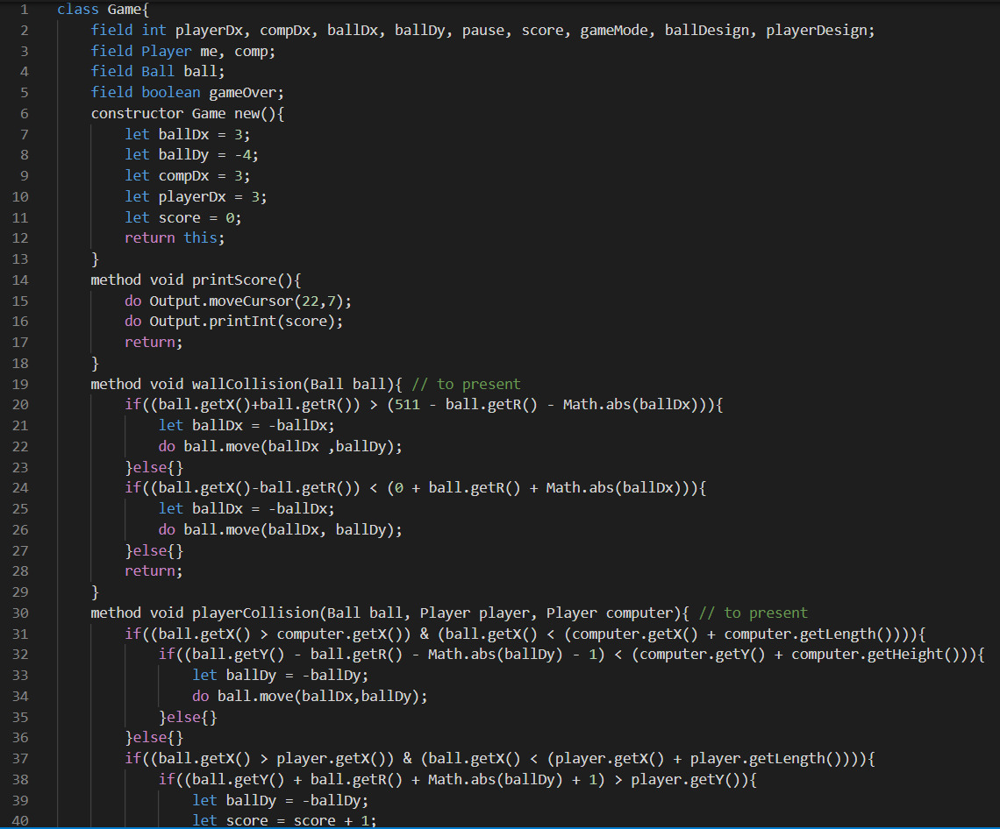 1 class Game{
2 field int playerDx, compDx, ballDx, ballDy, pause, score, gameMode, ballDesign, playerDesign;
3 field Player me, comp;
4 field Ball ball;
5 field boolean gameOver;
6 constructor Game new(){
7 let ballDx = 3;
8 let ballDy = -4;
9 let compDx = 3;
10 let playerDx = 3;
11 let score = 0;
12 return this;
13 }
14 method void printScore(){
15 do Output.moveCursor(22,7);
16 do Output.printInt(score);
17 return;
18 }
19 method void wallCollision(Ball ball){ // to present
20 if((ball.getX()+ball.getR()) > (511 - ball.getR() - Math.abs(ballDx))){
21 let ballDx = -ballDx;
22 do ball.move(ballDx ,ballDy);
23 }else{}
24 if((ball.getX()-ball.getR()) < (0 + ball.getR() + Math.abs(ballDx))){
25 let ballDx = -ballDx;
26 do ball.move(ballDx, ballDy);
27 }else{}
28 return;
29 }
30 method void playerCollision(Ball ball, Player player, Player computer){ // to present
31 if((ball.getX() > computer.getX()) & (ball.getX() < (computer.getX() + computer.getLength()))){
32 if((ball.getY() - ball.getR() - Math.abs(ballDy) - 1) < (computer.getY() + computer.getHeight())){
33 let ballDy = -ballDy;
34 do ball.move(ballDx,ballDy);
35 }else{}
36 }else{}
37 if((ball.getX() > player.getX()) & (ball.getX() < (player.getX() + player.getLength()))){
38 if((ball.getY() + ball.getR() + Math.abs(ballDy) + 1) > player.getY()){
39 let ballDy = -ballDy;
40 let score = score + 1;